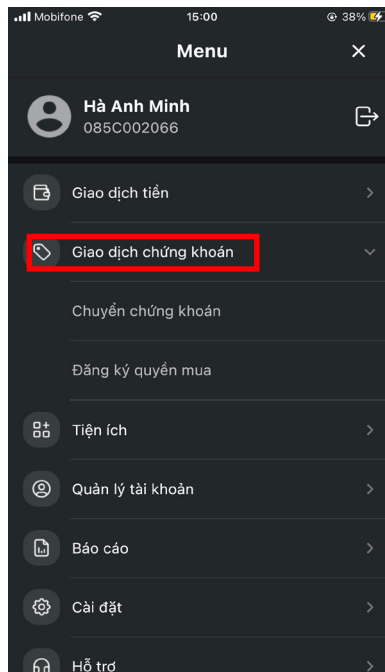 Mobifone 15:00 38%
Menu
Hà Anh Minh
085C002066
Giao dịch tiền
Giao dịch chứng khoán
Chuyển chứng khoán
Đăng ký quyền mua
Tiện ích
Quản lý tài khoản
Báo cáo
Cài đặt
Hỗ trợ